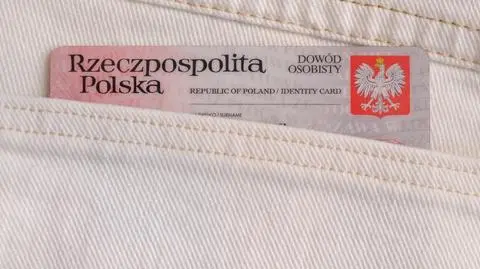 Rzeczpospolita
Polska
DOWÓD
OSOBISTY
REPUBLIC OF POLAND / IDENTITY CARD